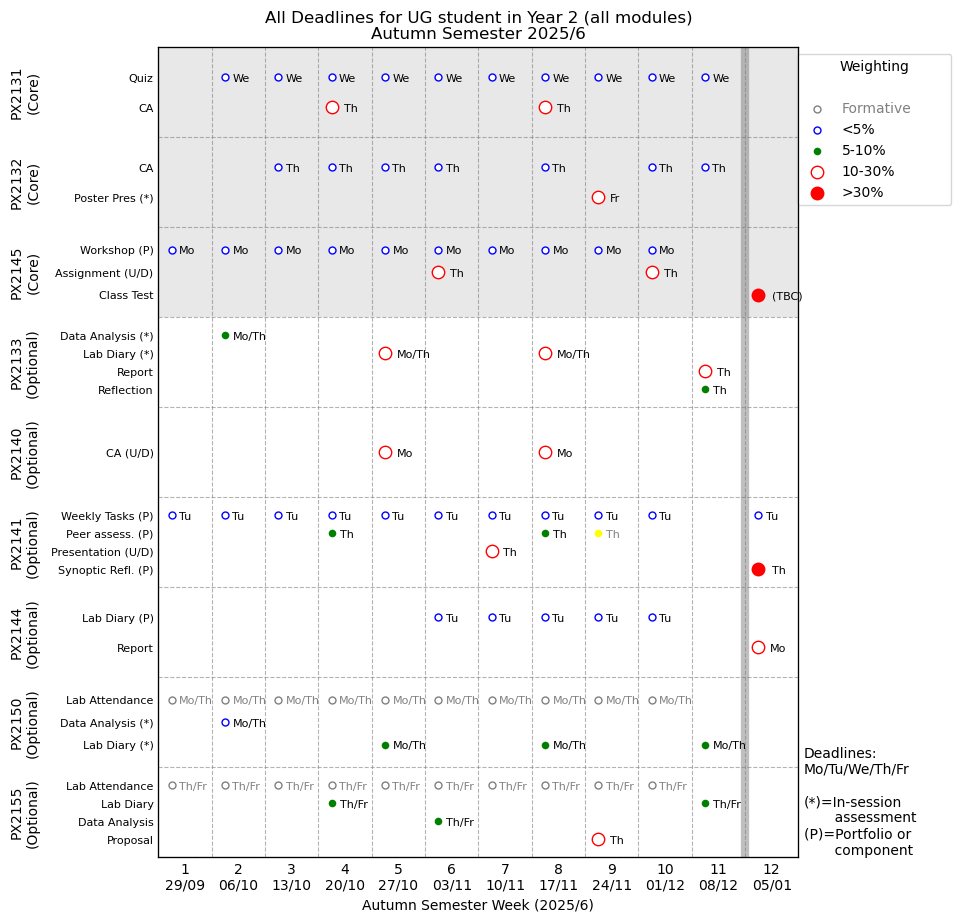 All Deadlines for UG student in Year 2 (all modules)
Autumn Semester 2025/6
PX2131
(Core)
Quiz We We We We We We We We We We
CA Th Th
PX2132
(Core)
CA Th Th Th Th Th Th Th
Poster Pres (*) Fr
PX2145
(Core)
Workshop (P) Mo Mo Mo Mo Mo Mo Mo Mo Mo Mo
Assignment (U/D) Th Th
Class Test (TBC)
PX2133
(Optional)
Data Analysis (*) Mo/Th
Lab Diary (*) Mo/Th Mo/Th
Report Th
Reflection Th
PX2140
(Optional)
CA (U/D) Mo Mo
PX2141
(Optional)
Weekly Tasks (P) Tu Tu Tu Tu Tu Tu Tu Tu Tu Tu Tu
Peer assess. (P) Th Th Th
Presentation (U/D) Th
Synoptic Refl. (P) Th
PX2144
(Optional)
Lab Diary (P) Tu Tu Tu Tu Tu
Report Mo
PX2150
(Optional)
Lab Attendance Mo/Th Mo/Th Mo/Th Mo/Th Mo/Th Mo/Th Mo/Th Mo/Th Mo/Th Mo/Th
Data Analysis (*) Mo/Th
Lab Diary (*) Mo/Th Mo/Th Mo/Th
PX2155
(Optional)
Lab Attendance Th/Fr Th/Fr Th/Fr Th/Fr Th/Fr Th/Fr Th/Fr Th/Fr Th/Fr Th/Fr
Lab Diary Th/Fr Th/Fr
Data Analysis Th/Fr
Proposal Th
1 2 3 4 5 6 7 8 9 10 11 12
29/09 06/10 13/10 20/10 27/10 03/11 10/11 17/11 24/11 01/12 08/12 05/01
Autumn Semester Week (2025/6)
Weighting
Formative
<5%
5-10%
10-30%
>30%
Deadlines:
Mo/Tu/We/Th/Fr
(*)=In-session
assessment
(P)=Portfolio or
component